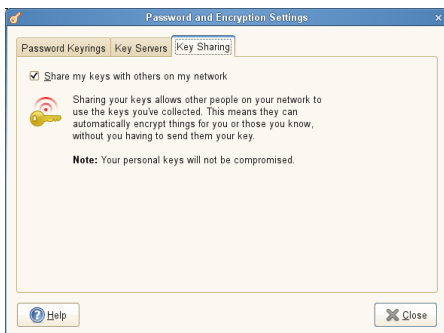 Password and Encryption Settings
Password Keyrings Key Servers Key Sharing
Share my keys with others on my network
Sharing your keys allows other people on your network to
use the keys you've collected. This means they can
automatically encrypt things for you or those you know,
without you having to send them your key.
Note: Your personal keys will not be compromised.
Help Close